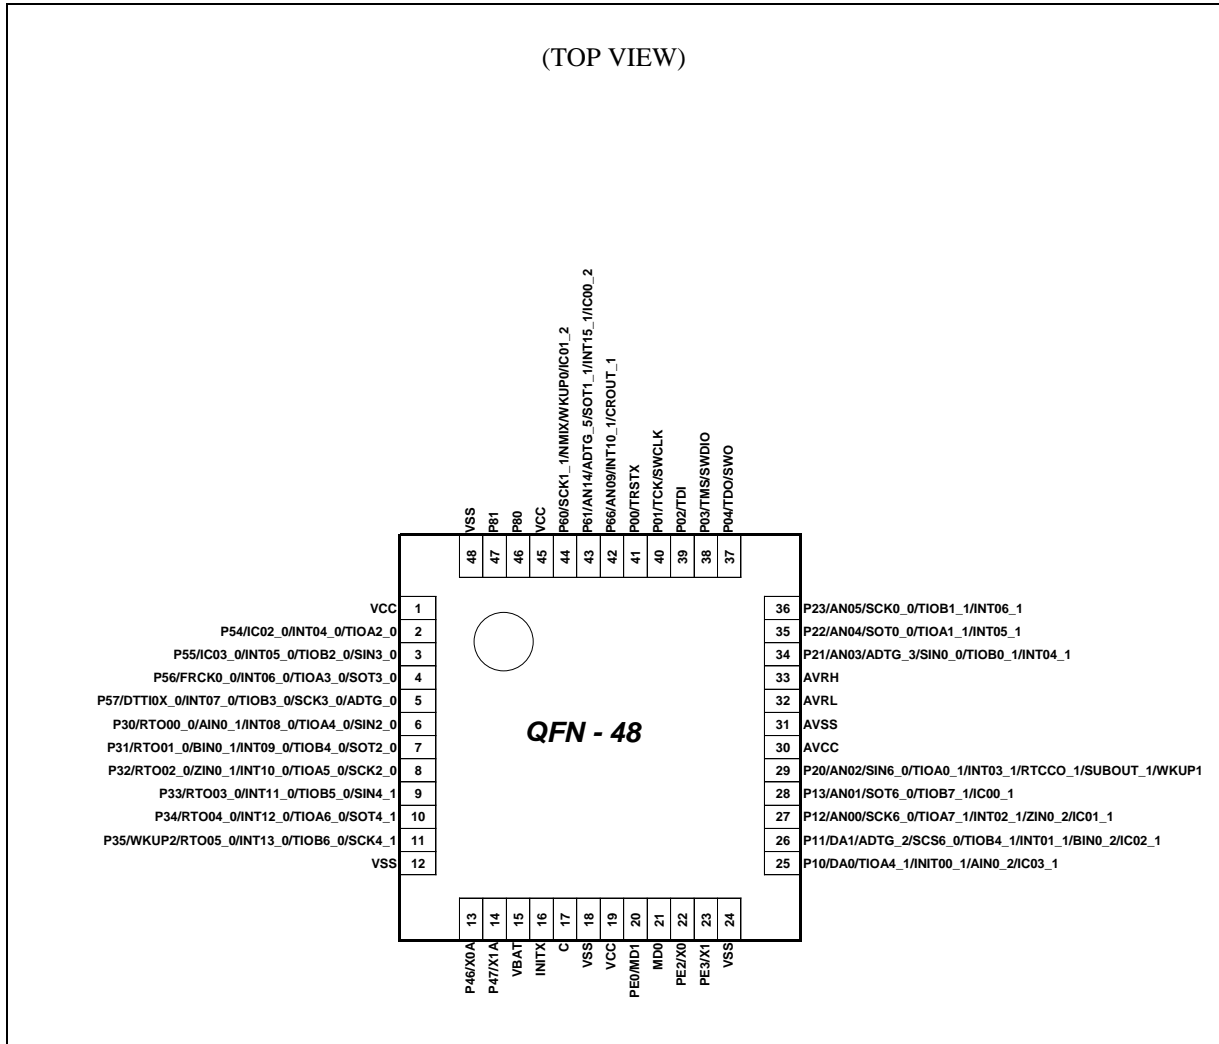 (TOP VIEW)
VSS
P81
P80
VCC
P60/SCK1_1/NMIX/WKUP0/IC01_2
P61/AN14/ADTG_5/SOT1_1/INT15_1/IC00_2
P66/AN09/INT10_1/CROUT_1
P00/TRSTX
P01/TCK/SWCLK
P02/TDI
P03/TMS/SWDIO
P04/TDO/SWO
48
47
46
45
44
43
42
41
40
39
38
37
VCC 1
P54/IC02_0/INT04_0/TIOA2_0 2
P55/IC03_0/INT05_0/TIOB2_0/SIN3_0 3
P56/FRCK0_0/INT06_0/TIOA3_0/SOT3_0 4
P57/DTTI0X_0/INT07_0/TIOB3_0/SCK3_0/ADTG_0 5
P30/RTO00_0/AIN0_1/INT08_0/TIOA4_0/SIN2_0 6
P31/RTO01_0/BIN0_1/INT09_0/TIOB4_0/SOT2_0 7
P32/RTO02_0/ZIN0_1/INT10_0/TIOA5_0/SCK2_0 8
P33/RTO03_0/INT11_0/TIOB5_0/SIN4_1 9
P34/RTO04_0/INT12_0/TIOA6_0/SOT4_1 10
P35/WKUP2/RTO05_0/INT13_0/TIOB6_0/SCK4_1 11
VSS 12
QFN - 48
36 P23/AN05/SCK0_0/TIOB1_1/INT06_1
35 P22/AN04/SOT0_0/TIOA1_1/INT05_1
34 P21/AN03/ADTG_3/SIN0_0/TIOB0_1/INT04_1
33 AVRH
32 AVRL
31 AVSS
30 AVCC
29 P20/AN02/SIN6_0/TIOA0_1/INT03_1/RTCCO_1/SUBOUT_1/WKUP1
28 P13/AN01/SOT6_0/TIOB7_1/IC00_1
27 P12/AN00/SCK6_0/TIOA7_1/INT02_1/ZIN0_2/IC01_1
26 P11/DA1/ADTG_2/SCS6_0/TIOB4_1/INT01_1/BIN0_2/IC02_1
25 P10/DA0/TIOA4_1/INIT00_1/AIN0_2/IC03_1
13
14
15
16
17
18
19
20
21
22
23
24
P46/X0A
P47/X1A
VBAT
INITX
C
VSS
VCC
PE0/MD1
MD0
PE2/X0
PE3/X1
VSS